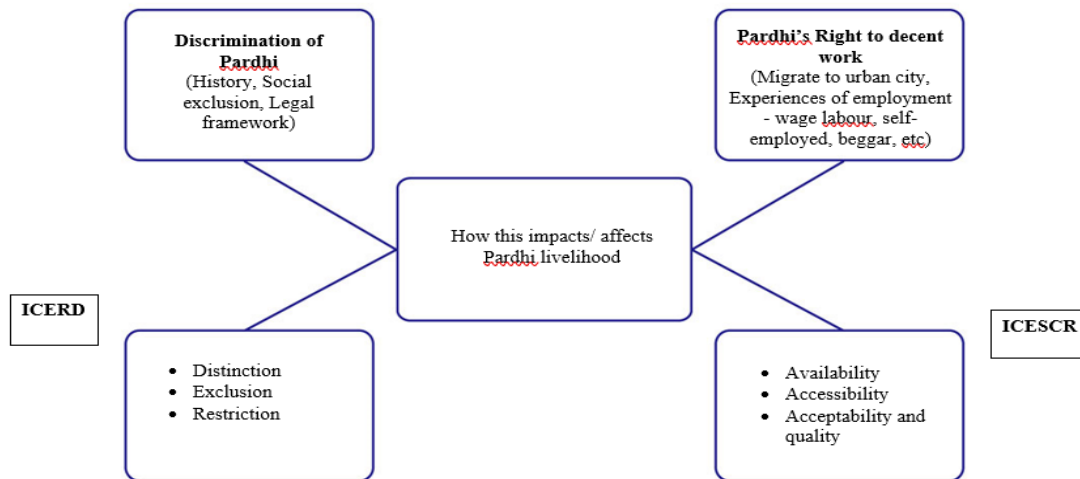 Discrimination of
Pardhi
(History, Social
exclusion, Legal
framework)
Pardhi's Right to decent
work
(Migrate to urban city,
Experiences of employment
- wage labour, self-
employed, beggar, etc)
How this impacts/ affects
Pardhi livelihood
ICERD
• Distinction
• Exclusion
• Restriction
ICESCR
• Availability
• Accessibility
• Acceptability and
quality